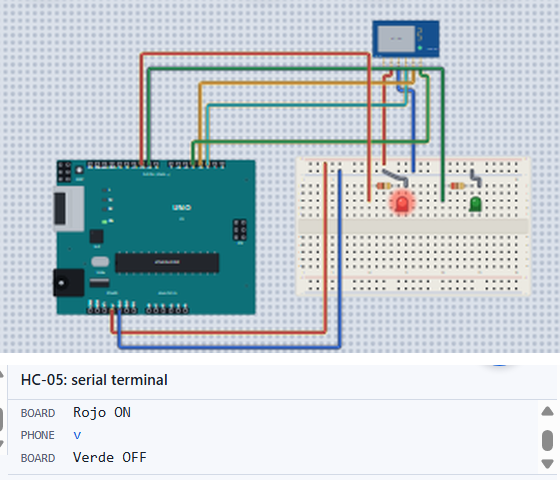 UNO
HC-05: serial terminal
BOARD Rojo ON
PHONE v
BOARD Verde OFF